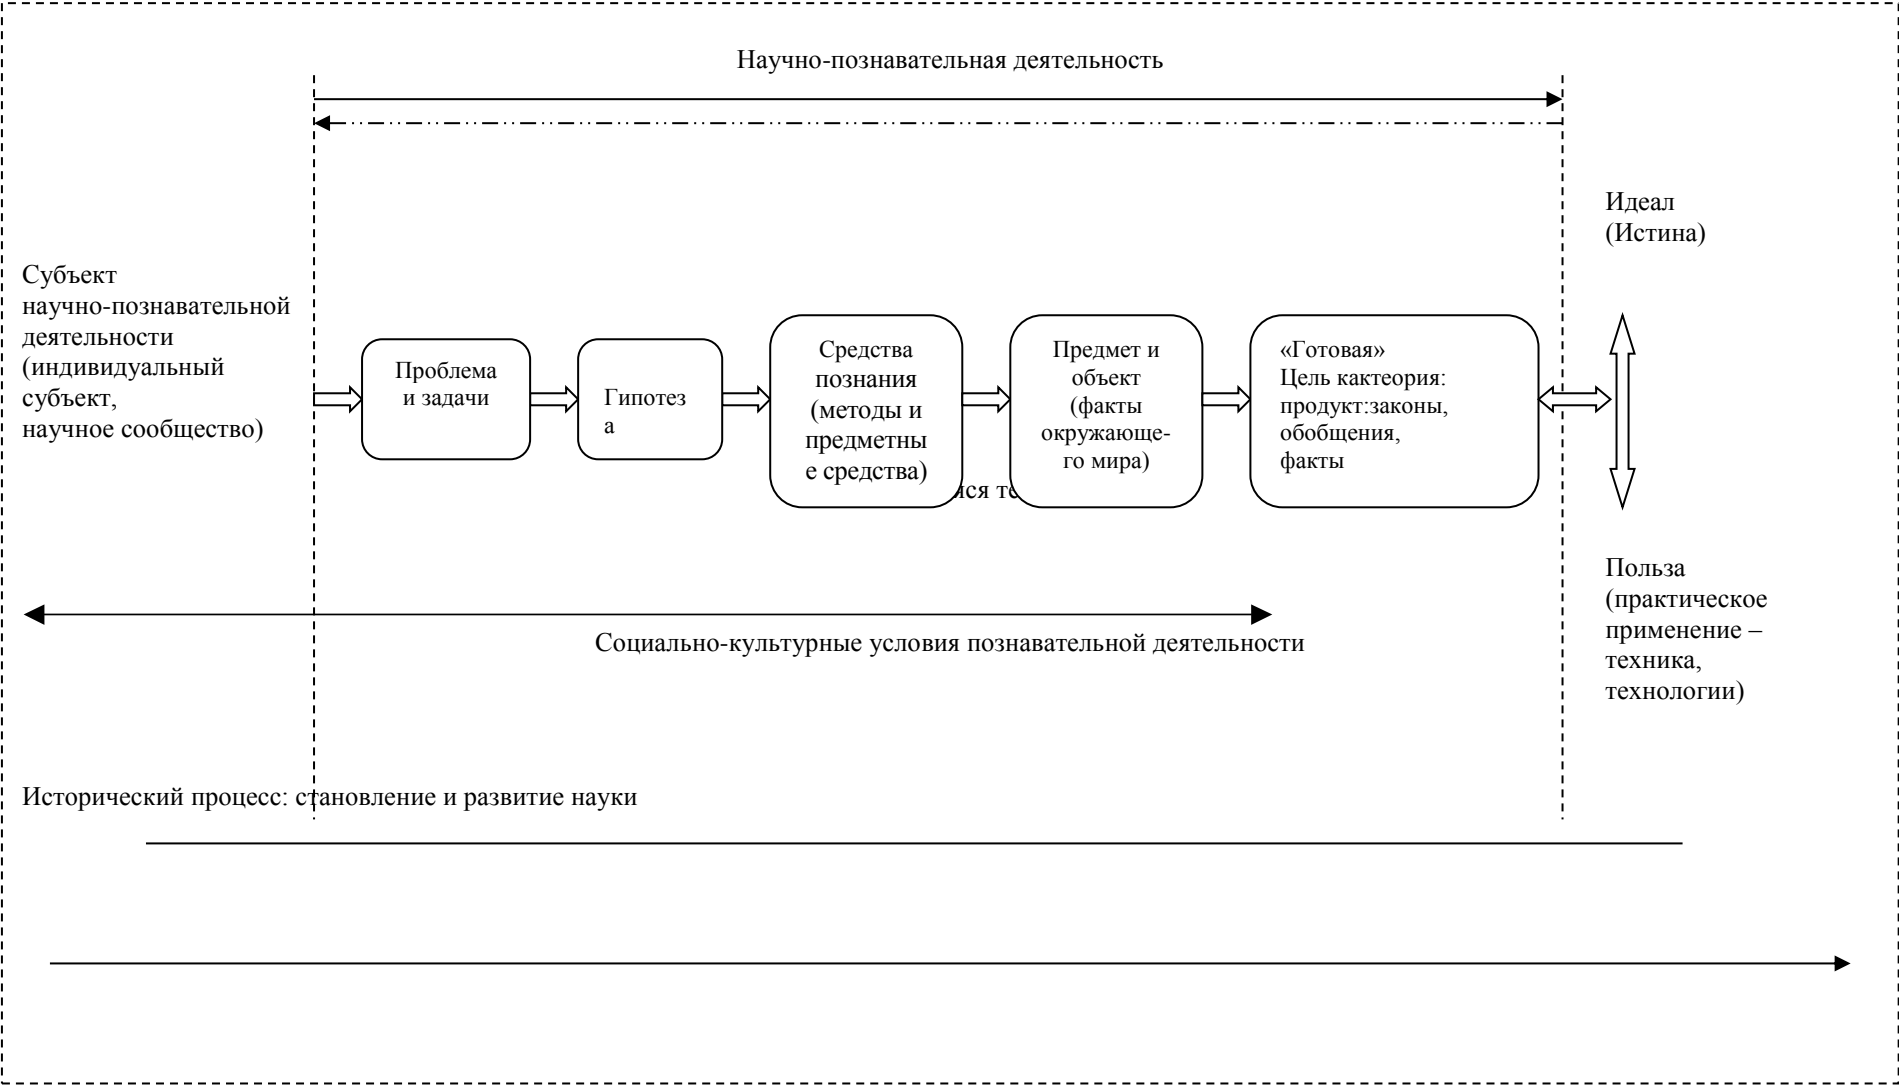 Научно-познавательная деятельность
Идеал
(Истина)
Субъект
научно-познавательной
деятельности
(индивидуальный
субъект,
научное сообщество)
Проблема
и задачи
Гипотез
а
Средства
познания
(методы и
предметны
е средства)
Предмет и
объект
(факты
окружающе-
го мира)
«Готовая»
Цель кактеория:
продукт:законы,
обобщения,
факты
Польза
(практическое
применение –
техника,
технологии)
Социально-культурные условия познавательной деятельности
Исторический процесс: становление и развитие науки